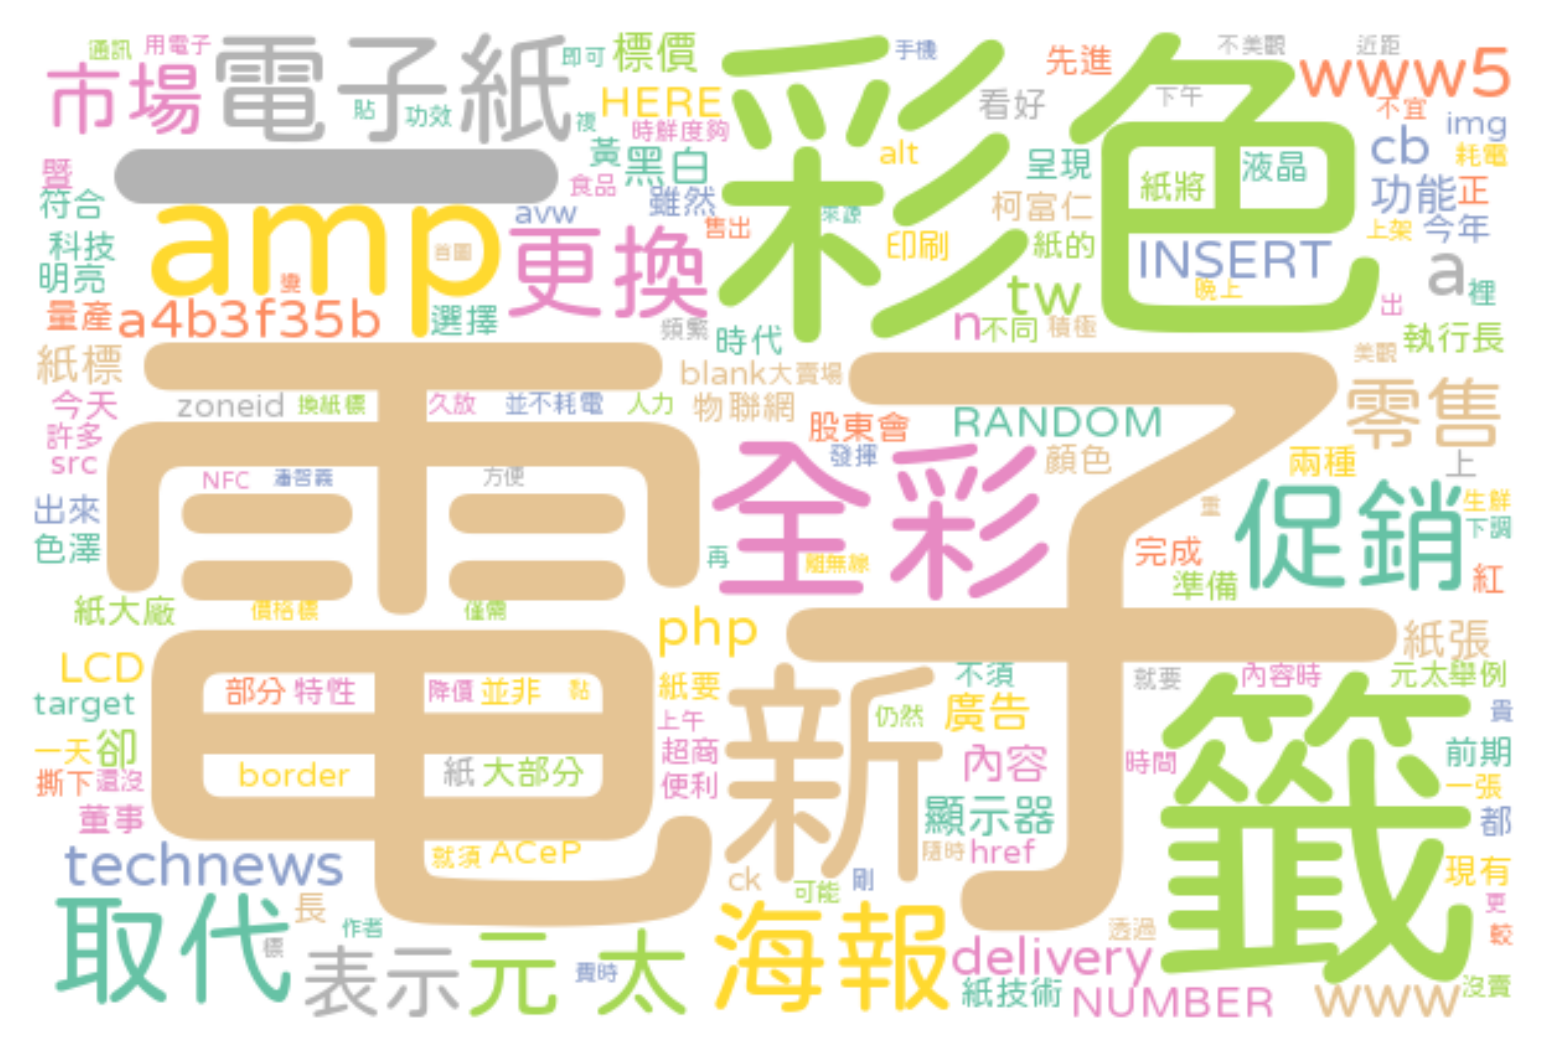 通訊 用電子 電子紙 即可 標價 彩色 手機 先進 不美觀 近距 www5
市場 貼 功效 HERE 複 時鮮度夠 看好 下午 不宜 img
暨 一 食品 黃 黑白 alt 呈現 紙將 液晶 cb 耗電
符合 amp avw 雖然 售出 來源 柯富仁 功能 正
科技 首圖 更換 印刷 紙的 INSERT 上架 今年
明亮 a
量產 a4b3f35b 選擇 頻繁 時代 tw 晚上 出 裡
n 不同 積極 執行長
紙標 電子 blank 大賣場 美觀 零售
今天 zoneid 換紙標 久放 並不耗電 人力 物聯網 股東會 RANDOM
許多 發揮 顏色 兩種 上
src NFC 潘智義 方便 全彩
出來 重 促銷 生鮮
色澤 再 完成 下調
準備 紅
紙大廠 價格標 僅需 php 紙張
LCD 不須 就要 內容時 元太舉例
target 部分 特性 降價 並非 黏 紙要 新 仍然 廣告 籤 貴
一天 卻 上午 超商 內容 時間 前期
撕下 還沒 border 紙 大部分 便利 一張
董事 顯示器 都
technews 就須 ACeP 隨時 href 現有
取代 長 ck 可能 剛 更
標 作者 海報 透過 較
表示 元 費時 太 delivery 沒賣
紙技術 NUMBER www